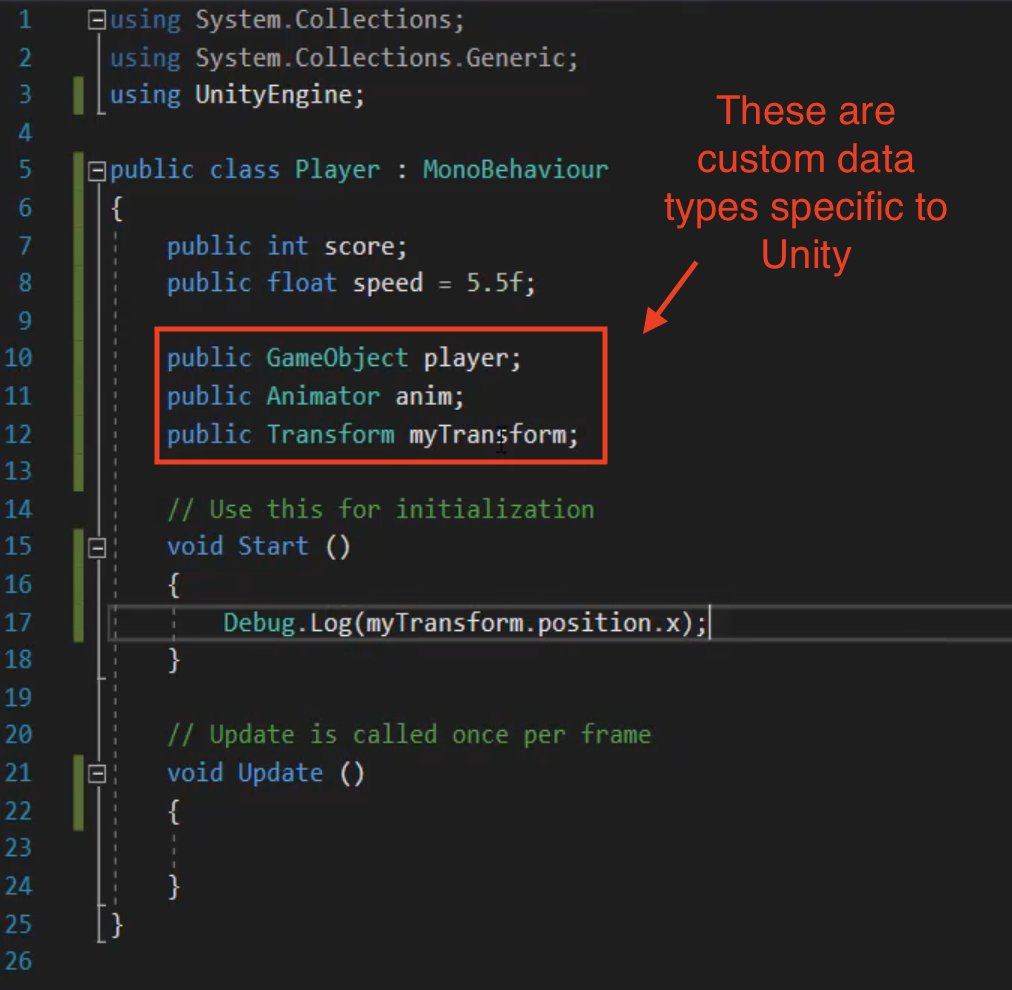 1 using System.Collections;
2 using System.Collections.Generic;
3 using UnityEngine;
4
5 public class Player : MonoBehaviour
6 {
7 public int score;
8 public float speed = 5.5f;
9
10 public GameObject player;
11 public Animator anim;
12 public Transform myTransform;
13
14 // Use this for initialization
15 void Start ()
16 {
17 Debug.Log(myTransform.position.x);
18 }
19
20 // Update is called once per frame
21 void Update ()
22 {
23
24 }
25 }
26
These are
custom data
types specific to
Unity